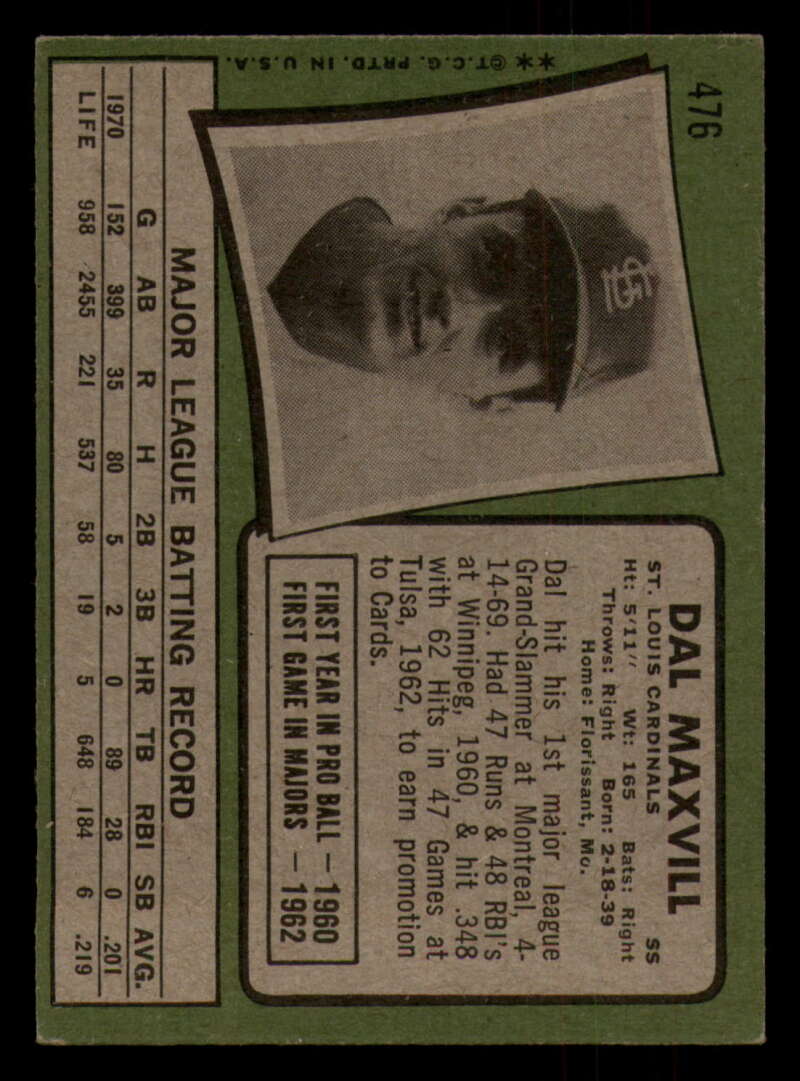 476
DAL MAXVILL
ST. LOUIS CARDINALS SS
Ht: 5'11" Wt: 165 Bats: Right
Throws: Right Born: 2-18-39
Home: Florissant, Mo.
Dal hit his 1st major league
Grand-Slammer at Montreal, 4-
14-69. Had 47 Runs & 48 RBI's
at Winnipeg, 1960, & hit .348
with 62 Hits in 47 Games at
Tulsa, 1962, to earn promotion
to Cards.
FIRST YEAR IN PRO BALL — 1960
FIRST GAME IN MAJORS — 1962
STL
MAJOR LEAGUE BATTING RECORD
G AB R H 2B 3B HR TB RBI SB AVG.
1970 152 399 35 80 5 2 0 89 28 0 .201
LIFE 958 2455 221 537 58 19 5 648 184 6 .219
**©T.C.G. PRTD. IN U.S.A.